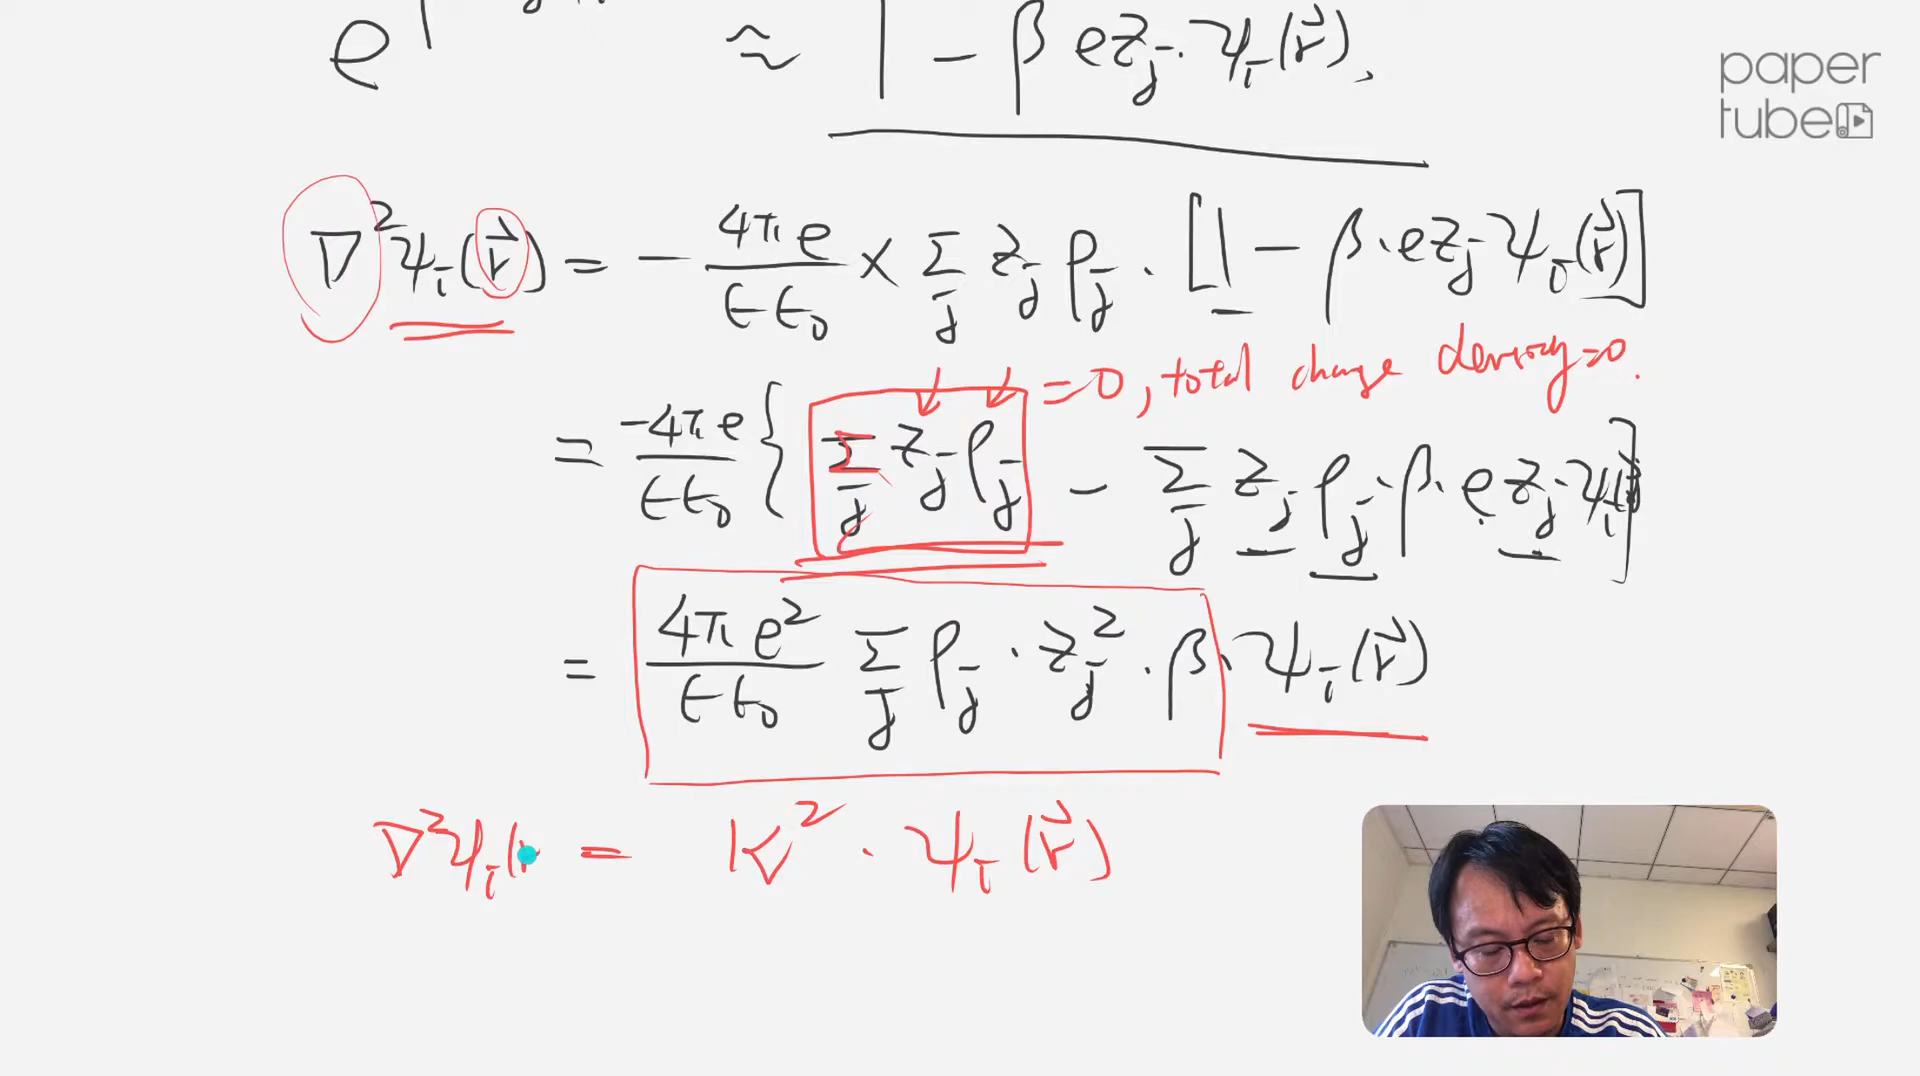 e ≈ 1 - β e z_j · ψ_i(r⃗),
paper
tube
∇²ψ_i(r⃗) = - 4πe/εε₀ × Σ_j z_j ρ_j · [1 - β · e z_j ψ_i(r⃗)]
= 0, total charge density = 0.
= -4πe/εε₀ { Σ_j z_j ρ_j - Σ_j z_j ρ_j · β · e z_j · ψ_i
= 4πe²/εε₀ Σ_j ρ_j · z_j² · β · ψ_i(r⃗)
∇²ψ_i(r = K² · ψ_i(r⃗)